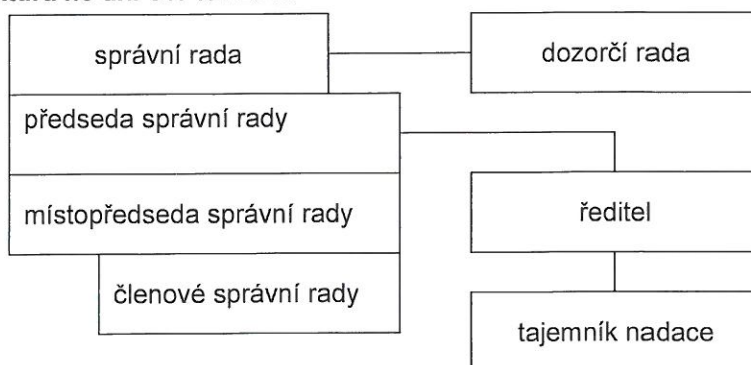 správní rada
dozorčí rada
předseda správní rady
místopředseda správní rady
ředitel
členové správní rady
tajemník nadace